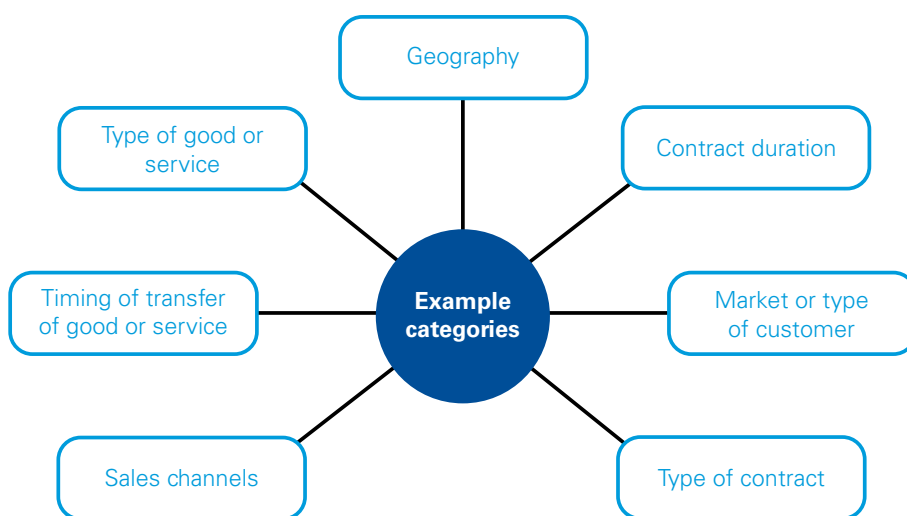 Geography
Type of good or
service
Contract duration
Timing of transfer
of good or service
Example
categories
Market or type
of customer
Sales channels
Type of contract